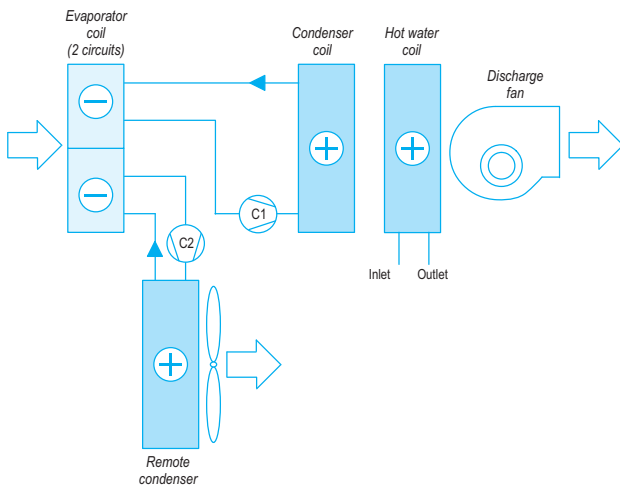 Evaporator
coil
(2 circuits)
Condenser
coil
Hot water
coil
Discharge
fan
C1
C2
Inlet
Outlet
Remote
condenser